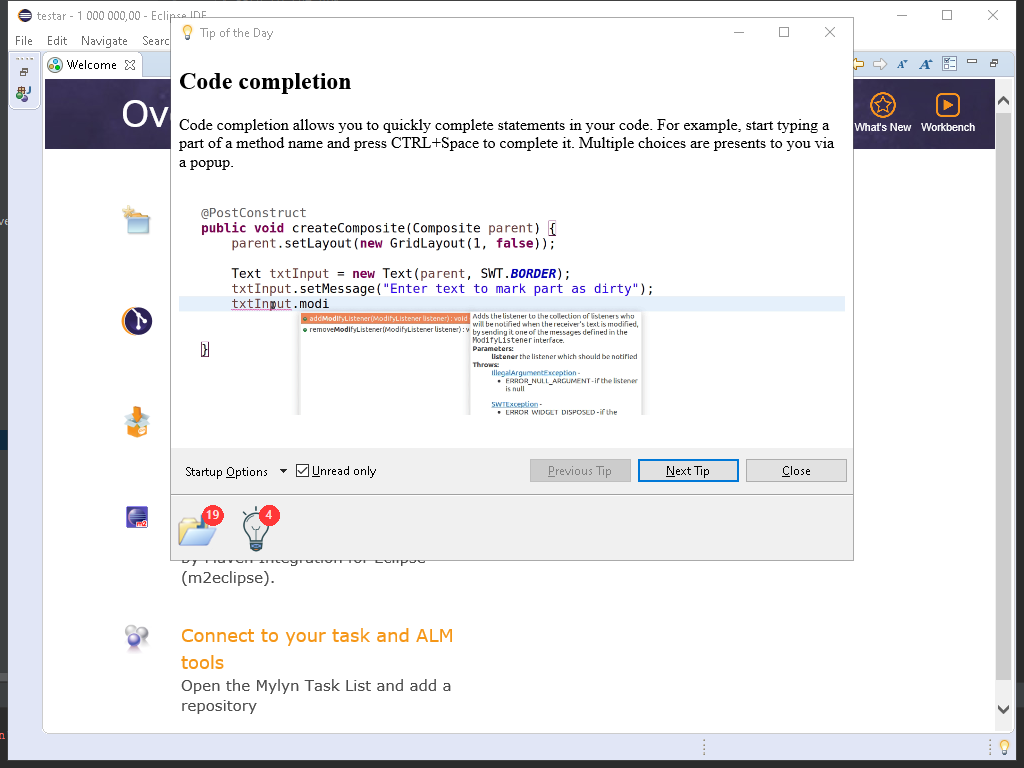 testar - 1 000 000,00 - Eclipse IDE
File Edit Navigate Searc
Welcome
Ov
What's New Workbench
Tip of the Day
Code completion
Code completion allows you to quickly complete statements in your code. For example, start typing a
part of a method name and press CTRL+Space to complete it. Multiple choices are presents to you via
a popup.
@PostConstruct
public void createComposite(Composite parent) {
parent.setLayout(new GridLayout(1, false));
Text txtInput = new Text(parent, SWT.BORDER);
txtInput.setMessage("Enter text to mark part as dirty");
txtInput.modi
addModifyListener(ModifyListener listener) : void
removeModifyListener(ModifyListener listener) : v
Adds the listener to the collection of listeners who
will be notified when the receiver's text is modified,
by sending it one of the messages defined in the
ModifyListener interface.
Parameters:
listener the listener which should be notified
Throws:
IllegalArgumentException -
• ERROR_NULL_ARGUMENT - if the listener
is null
SWTException -
• ERROR_WIDGET_DISPOSED - if the
}
Startup Options Unread only Previous Tip Next Tip Close
19 4
by Maven Integration for Eclipse
(m2eclipse).
m2
Connect to your task and ALM
tools
Open the Mylyn Task List and add a
repository